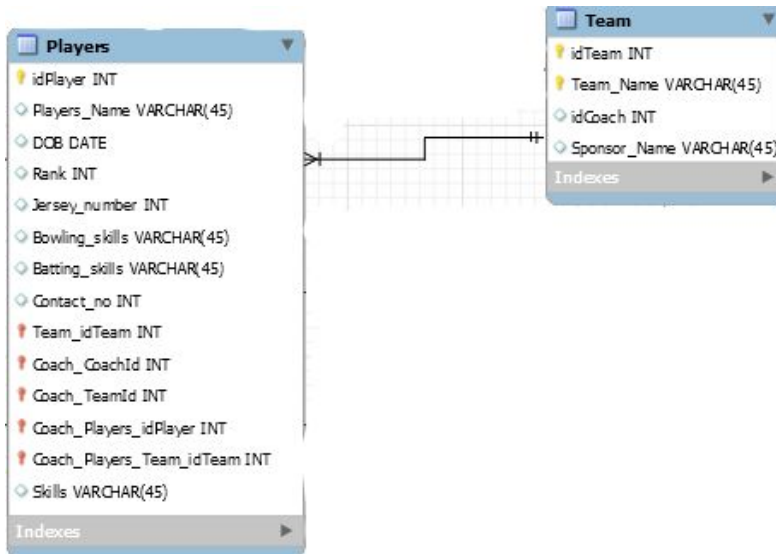 Players
idPlayer INT
Players_Name VARCHAR(45)
DOB DATE
Rank INT
Jersey_number INT
Bowling_skills VARCHAR(45)
Batting_skills VARCHAR(45)
Contact_no INT
Team_idTeam INT
Coach_CoachId INT
Coach_TeamId INT
Coach_Players_idPlayer INT
Coach_Players_Team_idTeam INT
Skills VARCHAR(45)
Indexes
Team
idTeam INT
Team_Name VARCHAR(45)
idCoach INT
Sponsor_Name VARCHAR(45)
Indexes